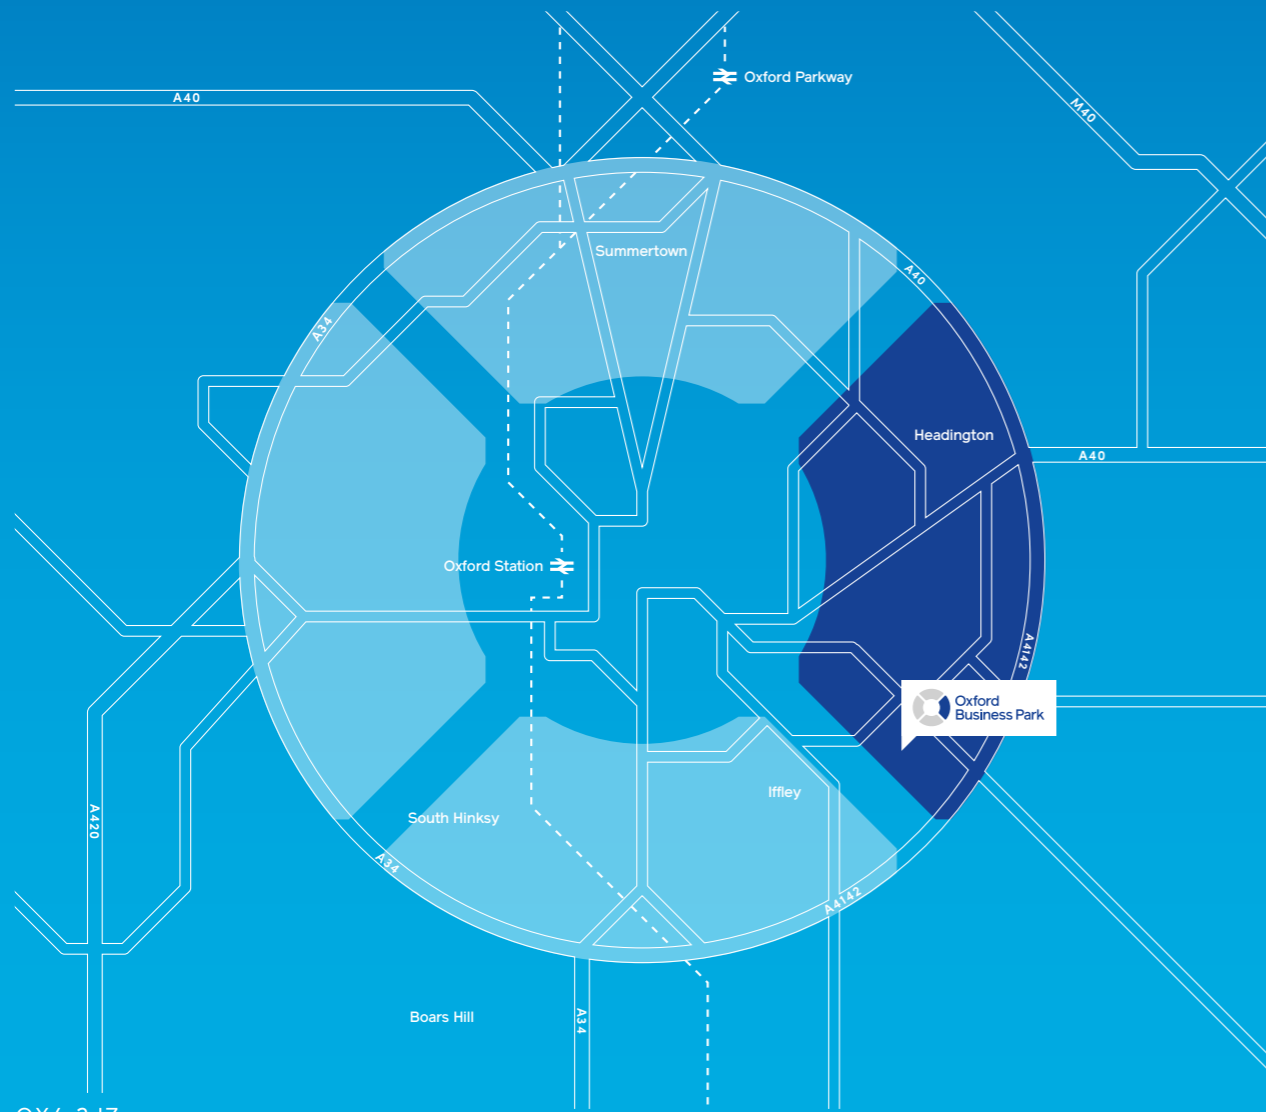 Oxford Parkway
A40
M40
Summertown
A40
A34
Headington
A40
Oxford Station
A4142
Oxford
Business Park
Iffley
South Hinksy
A420
A34
A4142
Boars Hill
A34